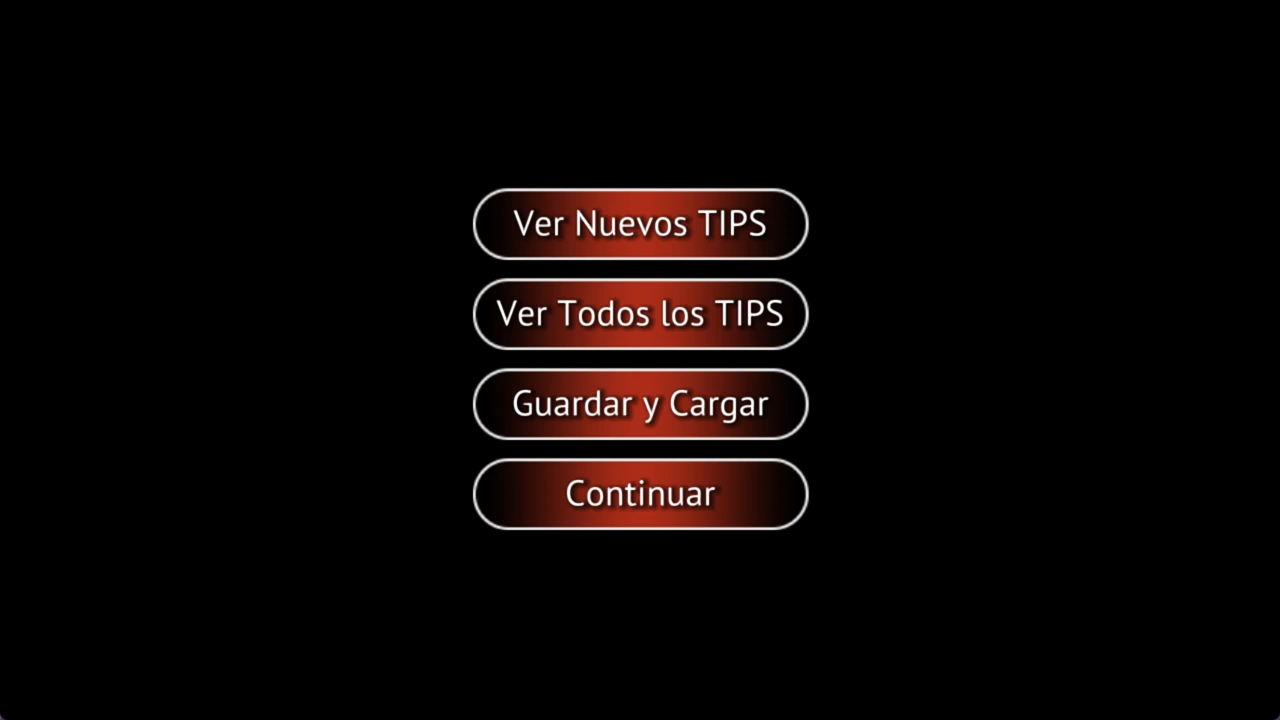 Ver Nuevos TIPS
Ver Todos los TIPS
Guardar y Cargar
Continuar